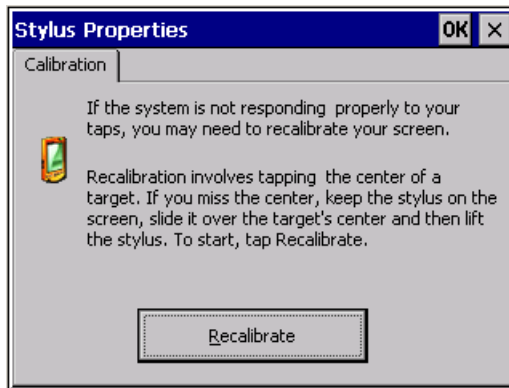 Stylus Properties OK ×
Calibration
If the system is not responding properly to your
taps, you may need to recalibrate your screen.
Recalibration involves tapping the center of a
target. If you miss the center, keep the stylus on the
screen, slide it over the target's center and then lift
the stylus. To start, tap Recalibrate.
Recalibrate